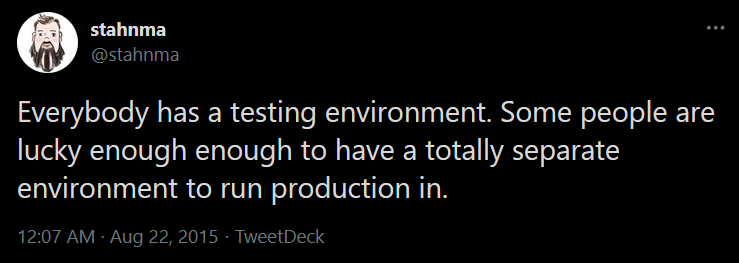 stahnma
@stahnma
Everybody has a testing environment. Some people are
lucky enough enough to have a totally separate
environment to run production in.
12:07 AM · Aug 22, 2015 · TweetDeck